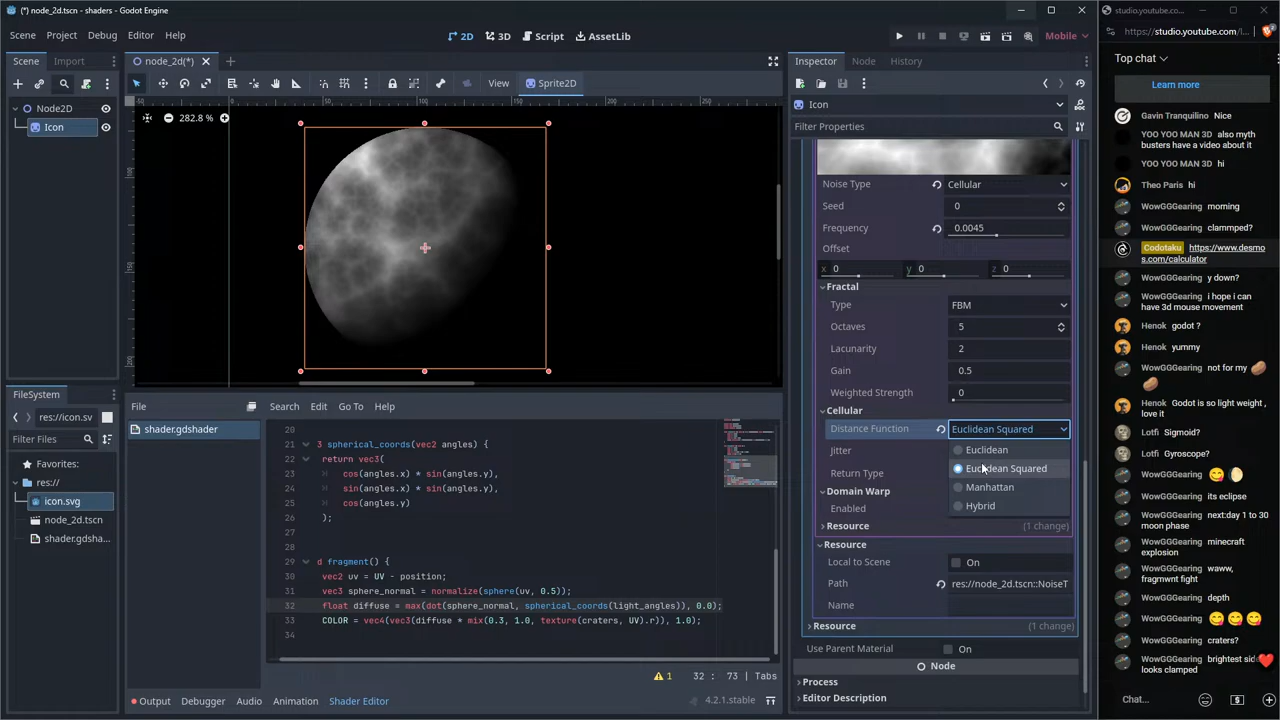 (*) node_2d.tscn - shaders - Godot Engine
Scene Project Debug Editor Help
2D 3D Script AssetLib
Mobile
Scene Import
node_2d(*)
Inspector Node History
View Sprite2D
Node2D
Icon
-50 0 50 100 150 200 250
282.8 %
Icon
Filter Properties
Noise Type Cellular
Seed 0
Frequency 0.0045
Offset
x 0 y 0 z 0
Fractal
Type FBM
Octaves 5
Lacunarity 2
Gain 0.5
Weighted Strength 0
Cellular
Distance Function Euclidean Squared
Jitter
Return Type
Euclidean
Euclidean Squared
Manhattan
Hybrid
Domain Warp
Enabled
Resource (1 change)
Resource
Local to Scene On
Path res://node_2d.tscn::NoiseT
Name
Resource (1 change)
Use Parent Material On
Node
Process
Editor Description
FileSystem
res://icon.sv
Filter Files
Favorites:
res://
icon.svg
node_2d.tscn
shader.gdsha...
File Search Edit Go To Help
shader.gdshader
20
21 3 spherical_coords(vec2 angles) {
22 return vec3(
23 cos(angles.x) * sin(angles.y),
24 sin(angles.x) * sin(angles.y),
25 cos(angles.y)
26 );
27
28
29 d fragment() {
30 vec2 uv = UV - position;
31 vec3 sphere_normal = normalize(sphere(uv, 0.5));
32 float diffuse = max(dot(sphere_normal, spherical_coords(light_angles)), 0.0);
33 COLOR = vec4(vec3(diffuse * mix(0.3, 1.0, texture(craters, UV).r)), 1.0);
34
1 32 : 73 | Tabs
Output Debugger Audio Animation Shader Editor
4.2.1.stable
studio.youtube.co...
https://studio.youtube.com/l...
Top chat
Learn more
Gavin Tranquilino Nice
YOO YOO MAN 3D also myth
busters have a video about it
YOO YOO MAN 3D hi
Theo Paris hi
WowGGGearing morning
WowGGGearing clammped?
Codotaku https://www.desmo
s.com/calculator
WowGGGearing y down?
WowGGGearing i hope i can
have 3d mouse movement
Henok godot ?
Henok yummy
WowGGGearing not for my 🥔
🥔
Henok Godot is so light weight ,
love it
Lotfi Sigmoid?
Lotfi Gyroscope?
WowGGGearing 😋 🌔
WowGGGearing its eclipse
WowGGGearing next:day 1 to 30
moon phase
WowGGGearing minecraft
explosion
WowGGGearing waww,
fragmwnt fight
WowGGGearing depth
WowGGGearing 😋 😋 😋
WowGGGearing craters?
WowGGGearing brightest sid
looks clamped
Chat...